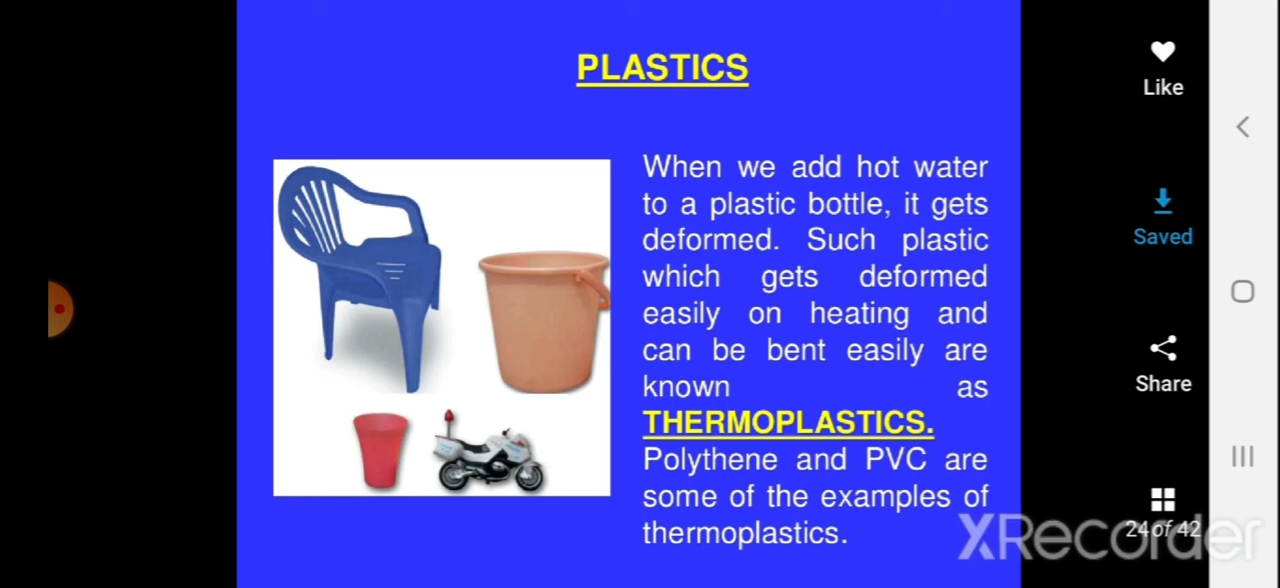 PLASTICS
When we add hot water
to a plastic bottle, it gets
deformed. Such plastic
which gets deformed
easily on heating and
can be bent easily are
known as
THERMOPLASTICS.
Polythene and PVC are
some of the examples of
thermoplastics.
Like
Saved
Share
24 of 42
XRecorder